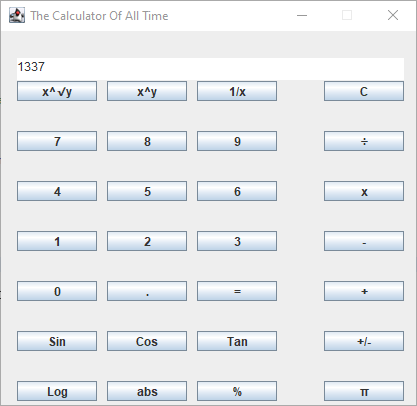 The Calculator Of All Time
1337
x^√y x^y 1/x C
7 8 9 ÷
4 5 6 x
1 2 3 -
0 . = +
Sin Cos Tan +/-
Log abs % π